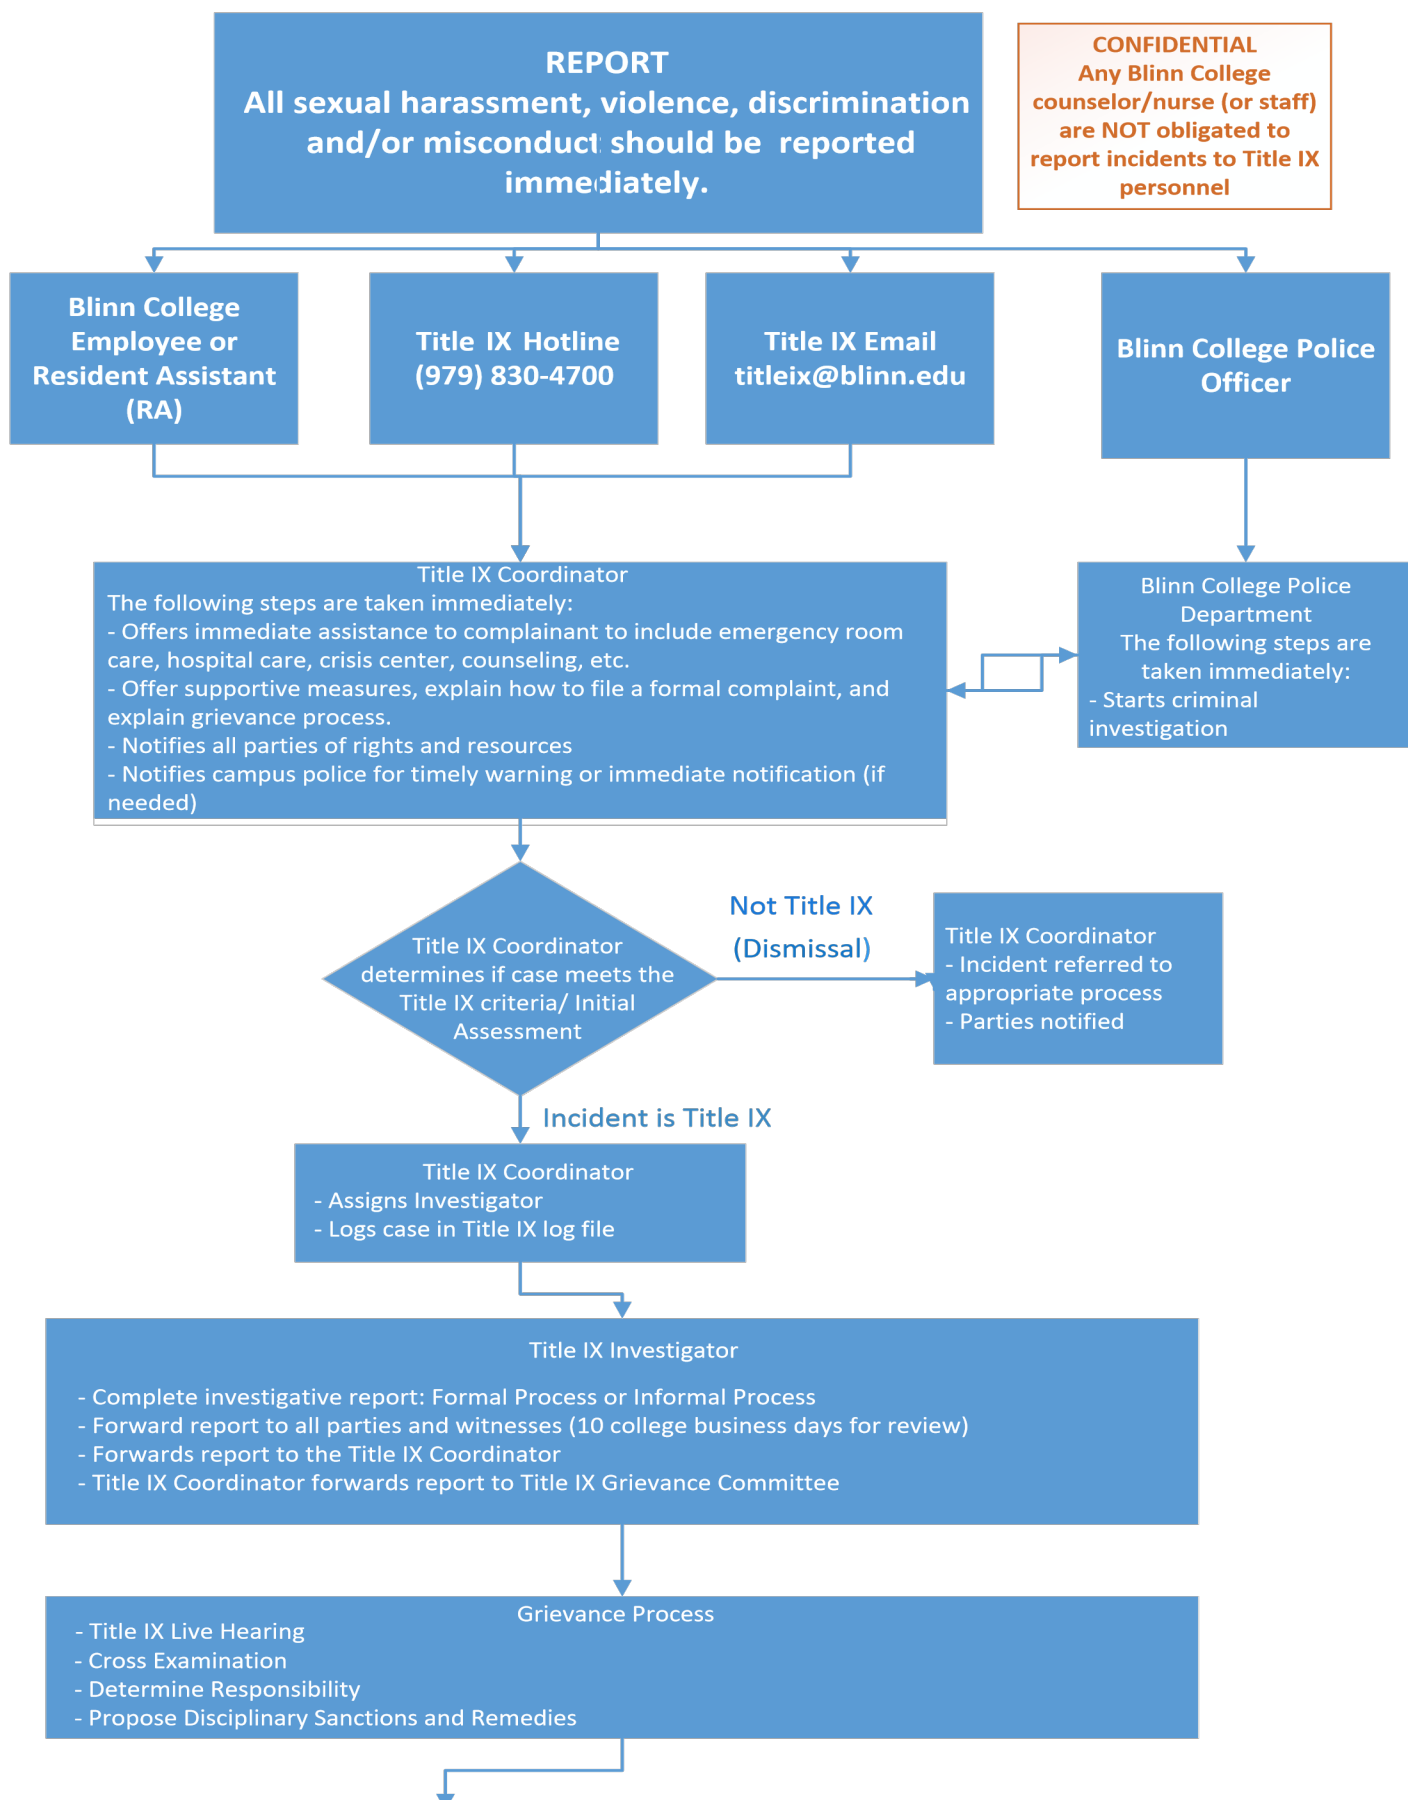 REPORT
All sexual harassment, violence, discrimination
and/or misconduct should be reported
immediately.
CONFIDENTIAL
Any Blinn College
counselor/nurse (or staff)
are NOT obligated to
report incidents to Title IX
personnel
Blinn College
Employee or
Resident Assistant
(RA)
Title IX Hotline
(979) 830-4700
Title IX Email
titleix@blinn.edu
Blinn College Police
Officer
Title IX Coordinator
The following steps are taken immediately:
- Offers immediate assistance to complainant to include emergency room
care, hospital care, crisis center, counseling, etc.
- Offer supportive measures, explain how to file a formal complaint, and
explain grievance process.
- Notifies all parties of rights and resources
- Notifies campus police for timely warning or immediate notification (if
needed)
Blinn College Police
Department
The following steps are
taken immediately:
- Starts criminal
investigation
Title IX Coordinator
determines if case meets the
Title IX criteria/ Initial
Assessment
Not Title IX
(Dismissal)
Title IX Coordinator
- Incident referred to
appropriate process
- Parties notified
Incident is Title IX
Title IX Coordinator
- Assigns Investigator
- Logs case in Title IX log file
Title IX Investigator
- Complete investigative report: Formal Process or Informal Process
- Forward report to all parties and witnesses (10 college business days for review)
- Forwards report to the Title IX Coordinator
- Title IX Coordinator forwards report to Title IX Grievance Committee
Grievance Process
- Title IX Live Hearing
- Cross Examination
- Determine Responsibility
- Propose Disciplinary Sanctions and Remedies